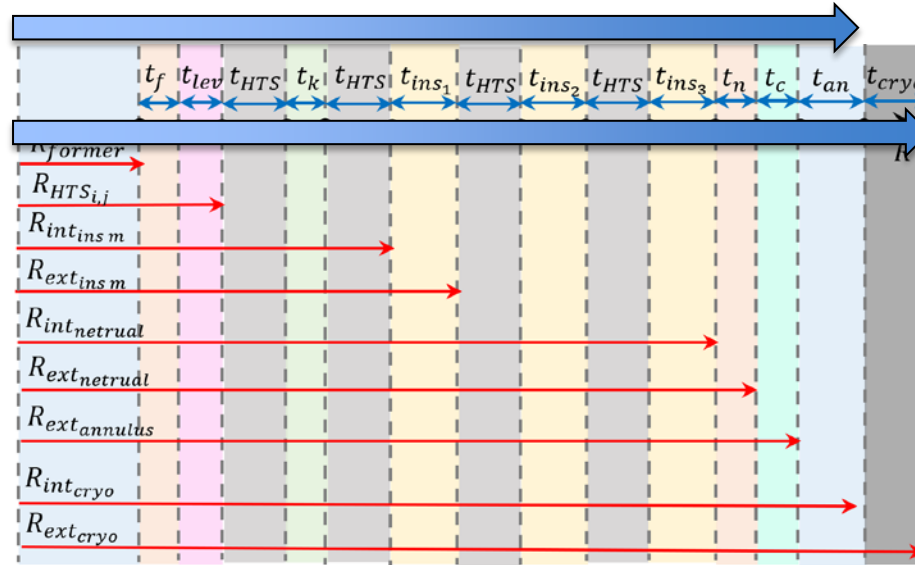 t_f t_lev t_HTS t_k t_HTS t_ins₁ t_HTS t_ins₂ t_HTS t_ins₃ t_n t_c t_an t_cryo
R_former
R_HTS_i,j
R_int_ins m
R_ext_ins m
R_int_netrual
R_ext_netrual
R_ext_annulus
R_int_cryo
R_ext_cryo